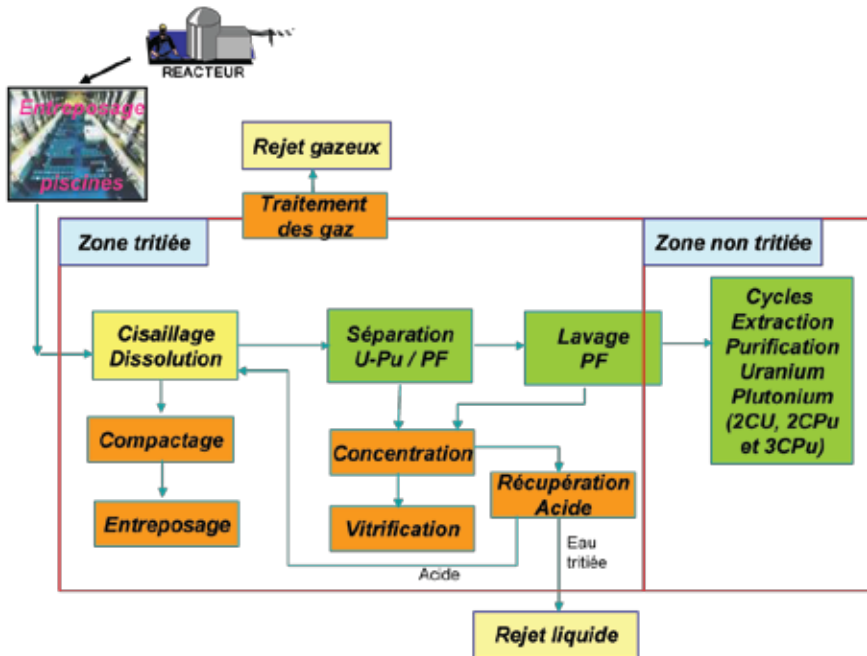 REACTEUR
Entreposage
piscines
Rejet gazeux
Traitement
des gaz
Zone tritiée
Zone non tritiée
Cisaillage
Dissolution
Séparation
U-Pu / PF
Lavage
PF
Cycles
Extraction
Purification
Uranium
Plutonium
(2CU, 2CPu
et 3CPu)
Compactage
Concentration
Entreposage
Vitrification
Récupération
Acide
Eau
tritiée
Acide
Rejet liquide